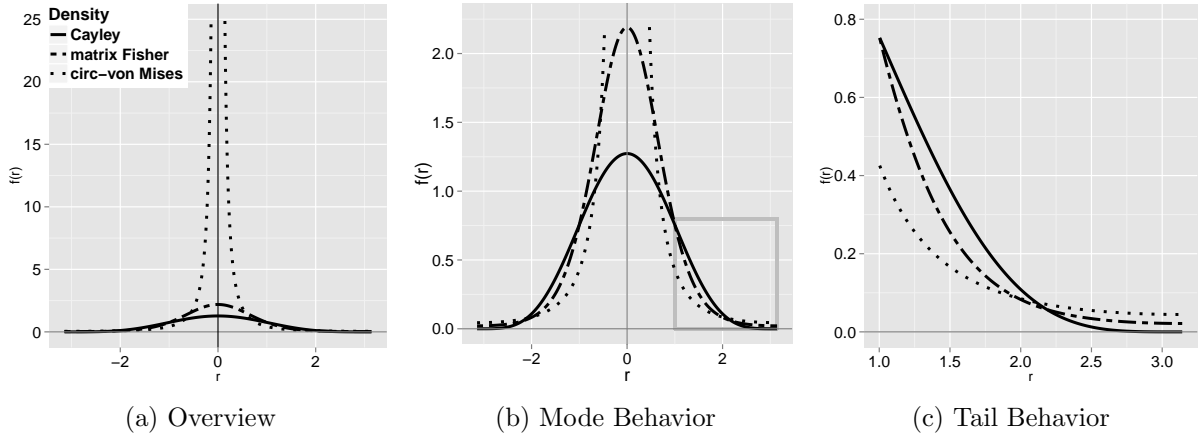 Density
Cayley
matrix Fisher
circ−von Mises
25
20
15
10
5
0
f(r)
−2
0
2
r
(a) Overview
2.0
1.5
1.0
0.5
0.0
f(r)
−2
0
2
r
(b) Mode Behavior
0.8
0.6
0.4
0.2
0.0
f(r)
1.0
1.5
2.0
2.5
3.0
r
(c) Tail Behavior